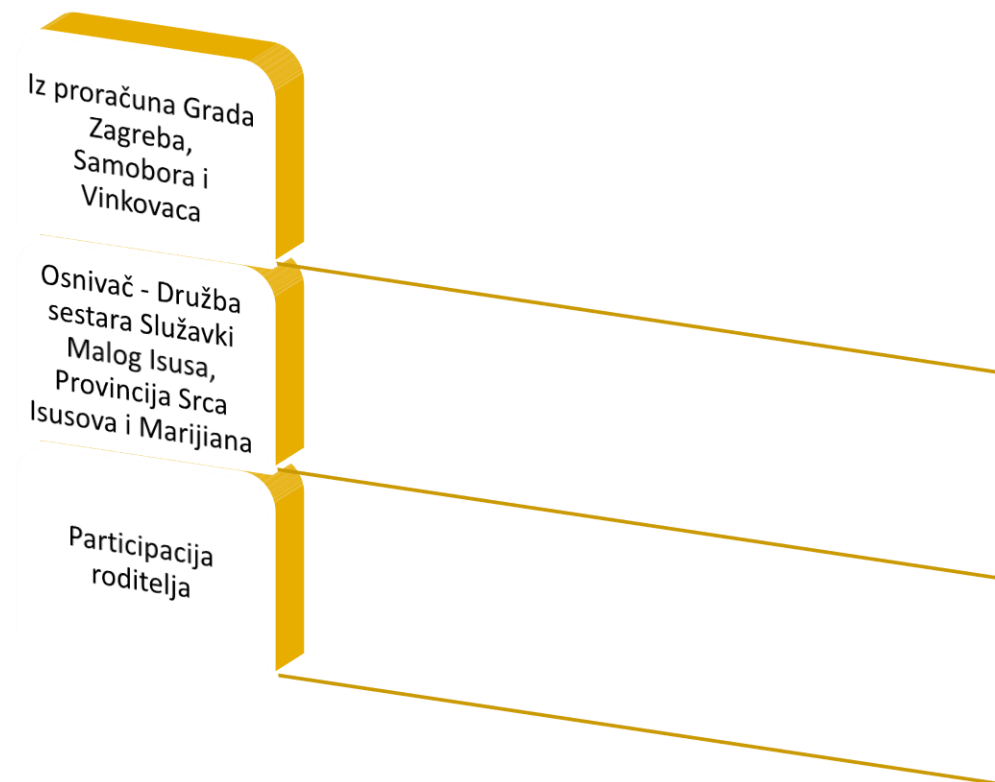 Iz proračuna Grada
Zagreba,
Samobora i
Vinkovaca
Osnivač - Družba
sestara Služavki
Malog Isusa,
Provincija Srca
Isusova i Marijiana
Participacija
roditelja